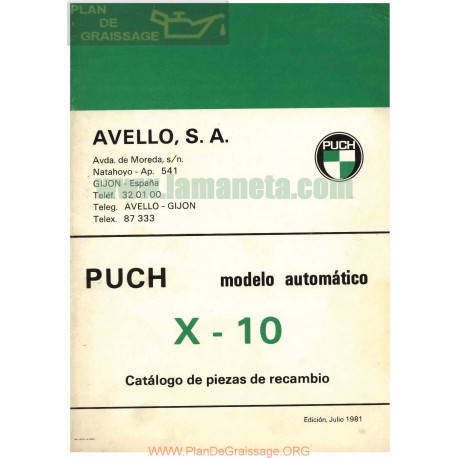 PLAN
DE
GRAISSAGE
AVELLO, S. A.
Avda. de Moreda, s/n.
Natahoyo - Ap. 541
GIJON - España
Teléf. 32 01 00
Teleg. AVELLO - GIJON
Telex. 87 333
PUCH
www.lamaneta.com
PUCH modelo automático
X - 10
Catálogo de piezas de recambio
Edición, Julio 1981
www.PlanDeGraissage.ORG